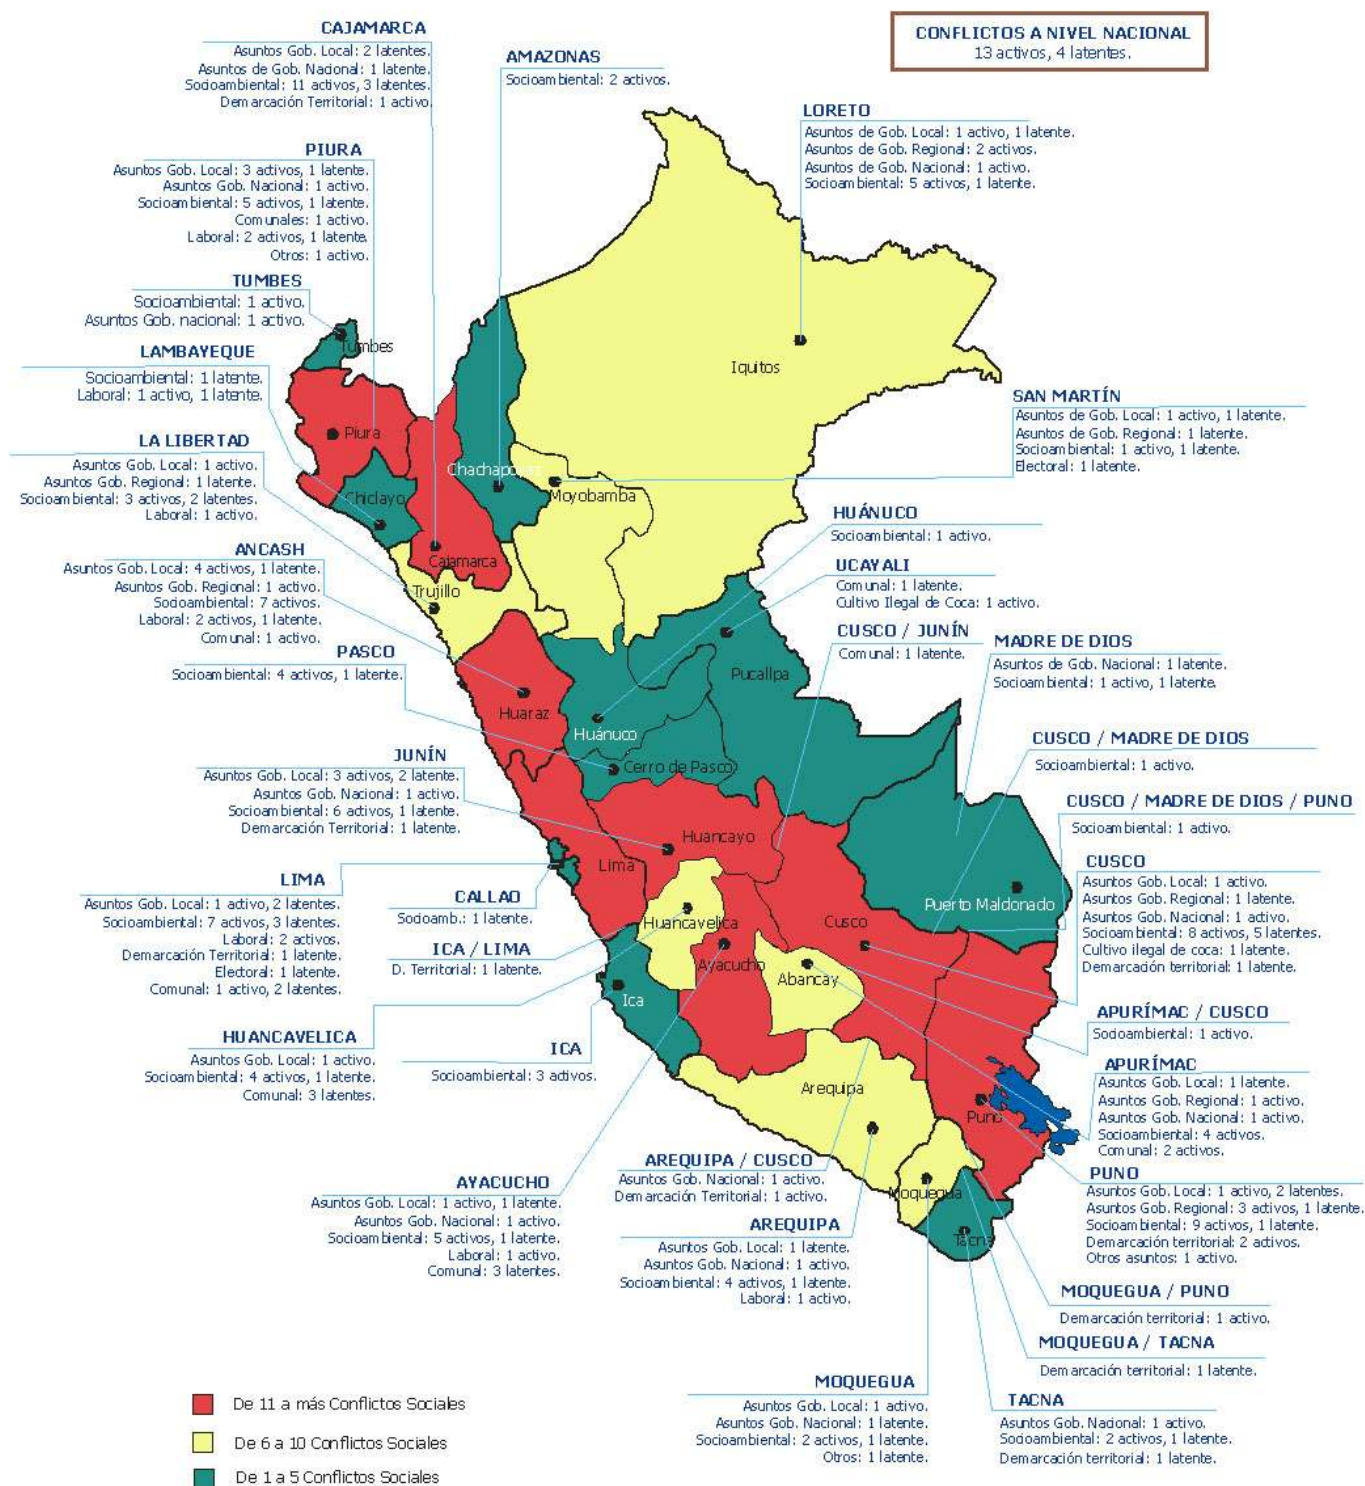 CAJAMARCA
Asuntos Gob. Local: 2 latentes.
Asuntos de Gob. Nacional: 1 latente.
Socioambiental: 11 activos, 3 latentes.
Demarcación Territorial: 1 activo.
AMAZONAS
Socioambiental: 2 activos.
CONFLICTOS A NIVEL NACIONAL
13 activos, 4 latentes.
LORETO
Asuntos de Gob. Local: 1 activo, 1 latente.
Asuntos de Gob. Regional: 2 activos.
Asuntos de Gob. Nacional: 1 activo.
Socioambiental: 5 activos, 1 latente.
PIURA
Asuntos Gob. Local: 3 activos, 1 latente.
Asuntos Gob. Nacional: 1 activo.
Socioambiental: 5 activos, 1 latente.
Comunales: 1 activo.
Laboral: 2 activos, 1 latente.
Otros: 1 activo.
TUMBES
Socioambiental: 1 activo.
Asuntos Gob. nacional: 1 activo.
LAMBAYEQUE
Socioambiental: 1 latente.
Laboral: 1 activo, 1 latente.
LA LIBERTAD
Asuntos Gob. Local: 1 activo.
Asuntos Gob. Regional: 1 latente.
Socioambiental: 3 activos, 2 latentes.
Laboral: 1 activo.
ANCASH
Asuntos Gob. Local: 4 activos, 1 latente.
Asuntos Gob. Regional: 1 activo.
Socioambiental: 7 activos.
Laboral: 2 activos, 1 latente.
Comunal: 1 activo.
PASCO
Socioambiental: 4 activos, 1 latente.
JUNÍN
Asuntos Gob. Local: 3 activos, 2 latente.
Asuntos Gob. Nacional: 1 activo.
Socioambiental: 6 activos, 1 latente.
Demarcación Territorial: 1 latente.
LIMA
Asuntos Gob. Local: 1 activo, 2 latentes.
Socioambiental: 7 activos, 3 latentes.
Laboral: 2 activos.
Demarcación Territorial: 1 latente.
Electoral: 1 latente.
Comunal: 1 activo, 2 latentes.
CALLAO
Socioamb.: 1 latente.
ICA / LIMA
D. Territorial: 1 latente.
HUANCAVELICA
Asuntos Gob. Local: 1 activo.
Socioambiental: 4 activos, 1 latente.
Comunal: 3 latentes.
ICA
Socioambiental: 3 activos.
AYACUCHO
Asuntos Gob. Local: 1 activo, 1 latente.
Asuntos Gob. Nacional: 1 activo.
Socioambiental: 5 activos, 1 latente.
Laboral: 1 activo.
Comunal: 3 latentes.
Tumbes
Piura
Chiclayo
Chachapoyas
Cajamarca
Trujillo
Moyobamba
Iquitos
Huaraz
Huánuco
Pucallpa
Cerro de Pasco
Huancayo
Lima
Huancavelica
Ayacucho
Abancay
Cusco
Puerto Maldonado
Ica
Arequipa
Puno
Moquegua
Tacna
SAN MARTÍN
Asuntos de Gob. Local: 1 activo, 1 latente.
Asuntos de Gob. Regional: 1 latente.
Socioambiental: 1 activo, 1 latente.
Electoral: 1 latente.
HUÁNUCO
Socioambiental: 1 activo.
UCAYALI
Comunal: 1 latente.
Cultivo Ilegal de Coca: 1 activo.
CUSCO / JUNÍN
Comunal: 1 latente.
MADRE DE DIOS
Asuntos de Gob. Nacional: 1 latente.
Socioambiental: 1 activo, 1 latente.
CUSCO / MADRE DE DIOS
Socioambiental: 1 activo.
CUSCO / MADRE DE DIOS / PUNO
Socioambiental: 1 activo.
CUSCO
Asuntos Gob. Local: 1 activo.
Asuntos Gob. Regional: 1 latente.
Asuntos Gob. Nacional: 1 activo.
Socioambiental: 8 activos, 5 latentes.
Cultivo ilegal de coca: 1 latente.
Demarcación territorial: 1 latente.
APURÍMAC / CUSCO
Socioambiental: 1 activo.
APURÍMAC
Asuntos Gob. Local: 1 latente.
Asuntos Gob. Regional: 1 activo.
Asuntos Gob. Nacional: 1 activo.
Socioambiental: 4 activos.
Comunal: 2 activos.
PUNO
Asuntos Gob. Local: 1 activo, 2 latentes.
Asuntos Gob. Regional: 3 activos, 1 latente.
Socioambiental: 9 activos, 1 latente.
Demarcación territorial: 2 activos.
Otros asuntos: 1 activo.
AREQUIPA / CUSCO
Asuntos Gob. Nacional: 1 activo.
Demarcación Territorial: 1 activo.
AREQUIPA
Asuntos Gob. Local: 1 latente.
Asuntos Gob. Nacional: 1 activo.
Socioambiental: 4 activos, 1 latente.
Laboral: 1 activo.
MOQUEGUA / PUNO
Demarcación territorial: 1 activo.
MOQUEGUA / TACNA
Demarcación territorial: 1 latente.
MOQUEGUA
Asuntos Gob. Local: 1 activo.
Asuntos Gob. Nacional: 1 latente.
Socioambiental: 2 activos, 1 latente.
Otros: 1 latente.
TACNA
Asuntos Gob. Nacional: 1 activo.
Socioambiental: 2 activos, 1 latente.
Demarcación territorial: 1 latente.
De 11 a más Conflictos Sociales
De 6 a 10 Conflictos Sociales
De 1 a 5 Conflictos Sociales